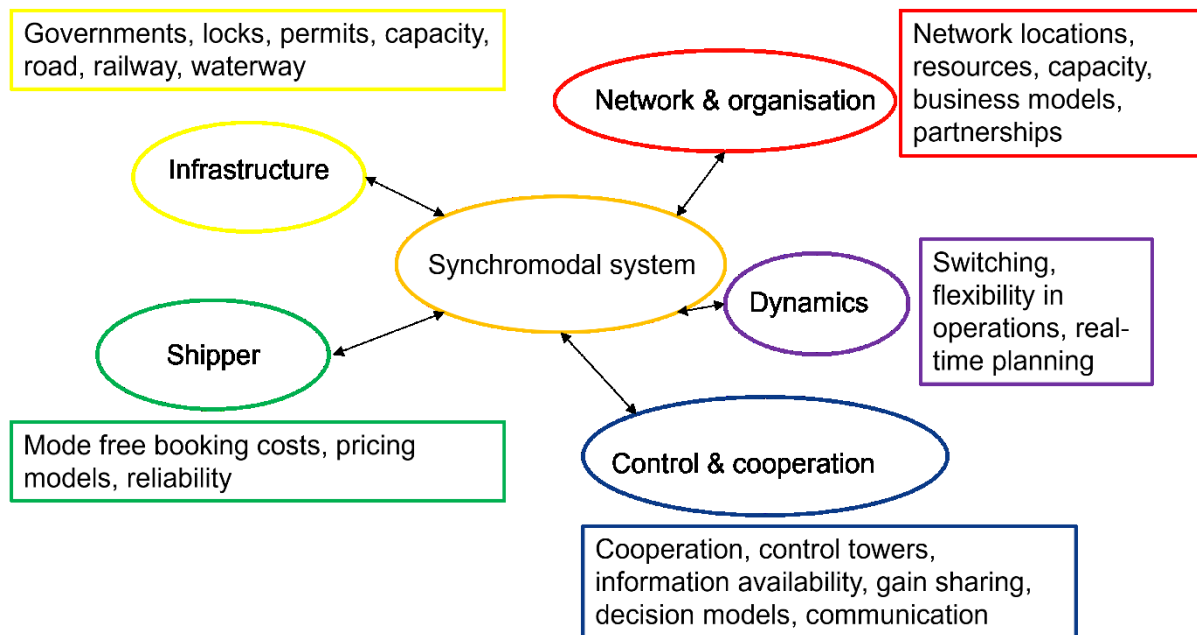 Governments, locks, permits, capacity,
road, railway, waterway
Network & organisation
Network locations,
resources, capacity,
business models,
partnerships
Infrastructure
Synchromodal system
Dynamics
Switching,
flexibility in
operations, real-
time planning
Shipper
Mode free booking costs, pricing
models, reliability
Control & cooperation
Cooperation, control towers,
information availability, gain sharing,
decision models, communication